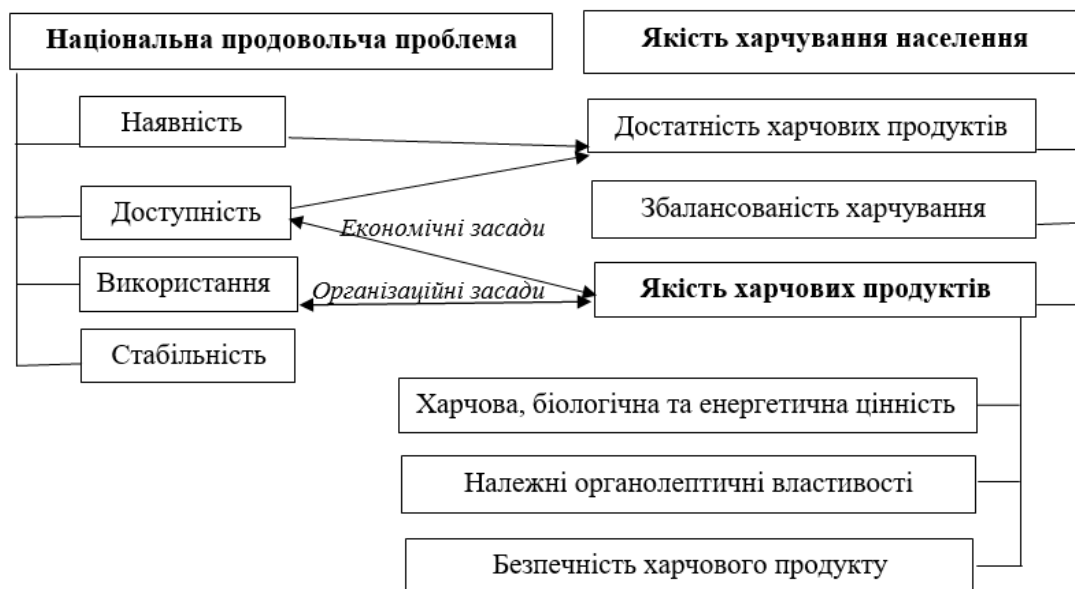 Національна продовольча проблема
Якість харчування населення
Наявність
Достатність харчових продуктів
Доступність
Збалансованість харчування
Економічні засади
Використання
Якість харчових продуктів
Організаційні засади
Стабільність
Харчова, біологічна та енергетична цінність
Належні органолептичні властивості
Безпечність харчового продукту